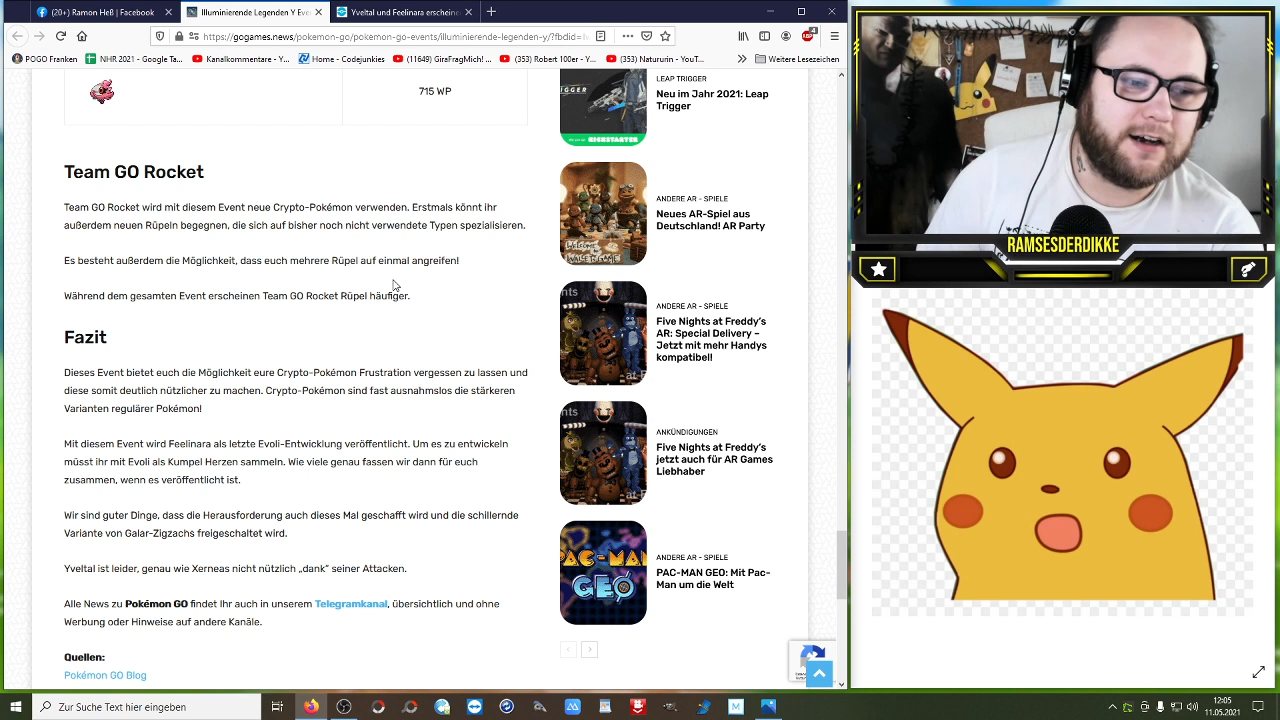 (2) Ramon Heß | Facebook
Illuminierende Legenden Y Eve
Yveltal und Feelinara erscheine
https://gogamesnews
n-go-events/illuminierende-legenden-y/?fbclid=
POGO Franken
NHR 2021 - Google Ta...
Kanalkommentare - Y...
Home - Codejunkies
(11649) GiraFragMich! ...
(353) Robert 100er - Y...
(353) Natururin - YouT...
Weitere Lesezeichen
715 WP
Team GO Rocket
Team GO Rocket wird mit diesem Event neue Crypto-Pokémon verwenden. Erstmals könnt ihr
außerdem neuen Rüpeln begegnen, die sich auf bisher noch nicht verwendete Typen spezialisieren.
Es besteht außerdem die Möglichkeit, dass euch mehrere Rüpel auf einmal angreifen!
Während dem gesamten Event erscheinen Team GO Rocket Rüpel häufiger.
Fazit
Dieses Event bietet euch die Möglichkeit eure Crypto-Pokémon Frustration vergessen zu lassen und
diese somit deutlich nützlicher zu machen. Crypto-Pokémon sind fast ausnahmslos die stärkeren
Varianten regulärer Pokémon!
Mit diesem Event wird Feelinara als letzte Evoli-Entwicklung veröffentlicht. Um es zu entwickeln
müsst ihr mit Evoli als Kumpel Herzen sammeln. Wie viele genau fassen wir dann für euch
zusammen, wenn es veröffentlicht ist.
Wir sind guter Dinge, dass die Herausforderung auch dieses Mal geschafft wird und die schillernde
Variante von Galar-Zigzachs freigeschaltet wird.
Yveltal ist leider, genau wie Xerneas nicht nützlich „dank“ seiner Attacken.
Alle News zu Pokémon GO findet Ihr auch in unserem Telegramkanal, übersichtlich und ohne
Werbung oder Hinweise auf andere Kanäle.
Quellen:
Pokémon GO Blog
KICKSTARTER
LEAP TRIGGER
Neu im Jahr 2021: Leap
Trigger
WELCOME
ANDERE AR - SPIELE
Neues AR-Spiel aus
Deutschland! AR Party
ANDERE AR - SPIELE
Five Nights at Freddy’s
AR: Special Delivery –
Jetzt mit mehr Handys
kompatibel!
ANKÜNDIGUNGEN
Five Nights at Freddy’s
jetzt auch für AR Games
Liebhaber
PAC-MAN
GEO
ANDERE AR - SPIELE
PAC-MAN GEO: Mit Pac-
Man um die Welt
RAMSESDERDIKKE
Zur Suche Text hier eingeben
12:05
11.05.2021